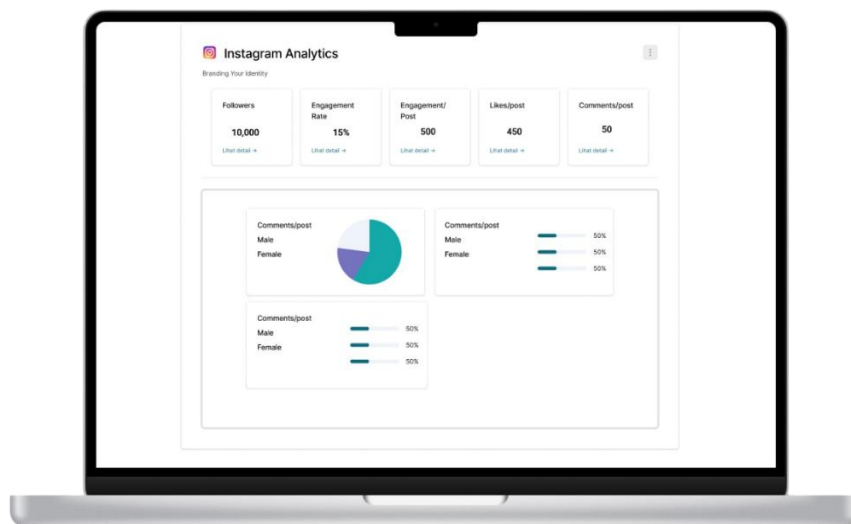 Instagram Analytics
Branding Your Identity
Followers
10,000
Lihat detail →
Engagement
Rate
15%
Lihat detail →
Engagement/
Post
500
Lihat detail →
Likes/post
450
Lihat detail →
Comments/post
50
Lihat detail →
Comments/post
Male
Female
Comments/post
Male
Female
50%
50%
50%
Comments/post
Male
Female
50%
50%
50%